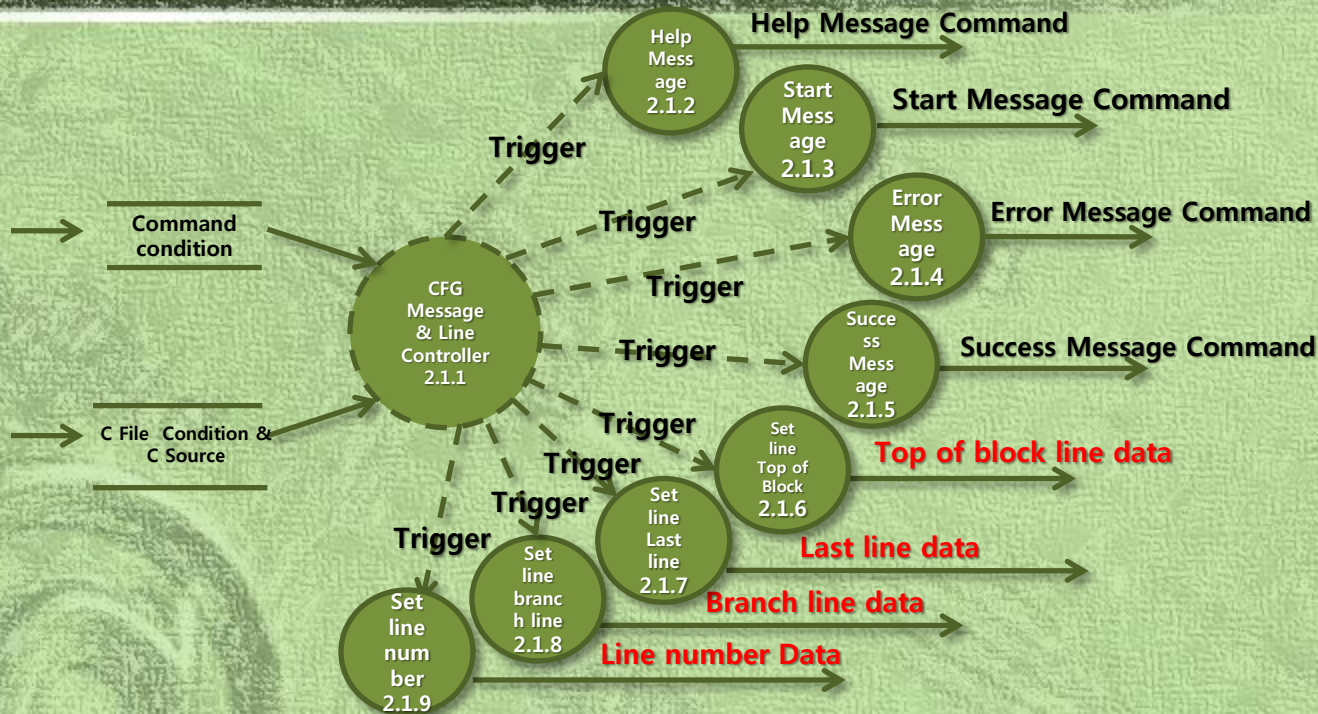 Help
Mess
age
2.1.2
Help Message Command
Start
Mess
age
2.1.3
Start Message Command
Trigger
Error
Mess
age
2.1.4
Error Message Command
Trigger
Command
condition
Trigger
CFG
Message
& Line
Controller
2.1.1
Succe
ss
Mess
age
2.1.5
Success Message Command
Trigger
C File  Condition &
C Source
Set
line
Top of
Block
2.1.6
Top of block line data
Trigger
Set
line
Last
line
2.1.7
Last line data
Trigger
Set
line
branc
h line
2.1.8
Branch line data
Trigger
Set
line
num
ber
2.1.9
Line number Data
Trigger